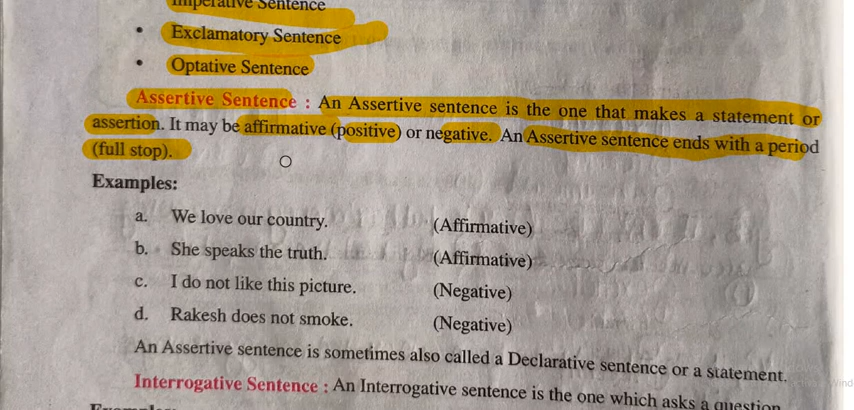 Imperative Sentence
• Exclamatory Sentence
• Optative Sentence
Assertive Sentence : An Assertive sentence is the one that makes a statement or
assertion. It may be affirmative (positive) or negative. An Assertive sentence ends with a period
(full stop).
Examples:
a. We love our country. (Affirmative)
b. She speaks the truth. (Affirmative)
c. I do not like this picture. (Negative)
d. Rakesh does not smoke. (Negative)
An Assertive sentence is sometimes also called a Declarative sentence or a statement.
Interrogative Sentence : An Interrogative sentence is the one which asks a question